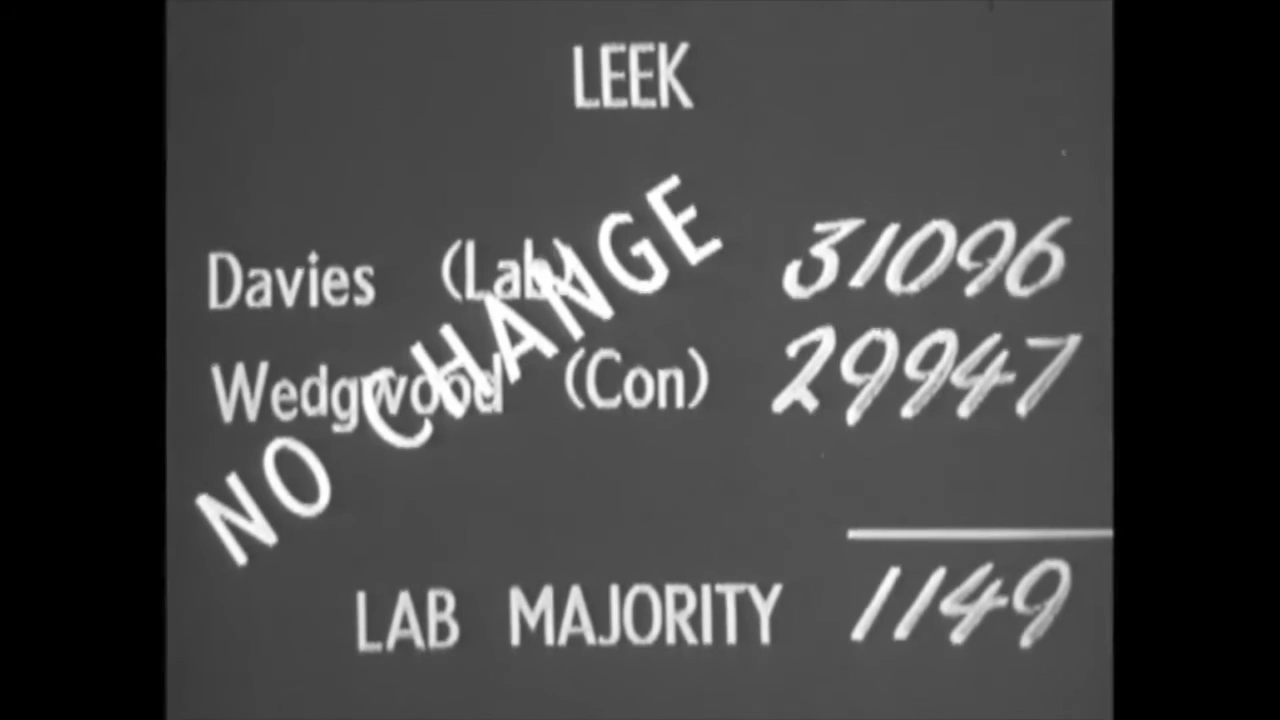 LEEK
Davies (Lab) 31096
Wedgwood (Con) 29947
NO CHANGE
LAB MAJORITY 1149